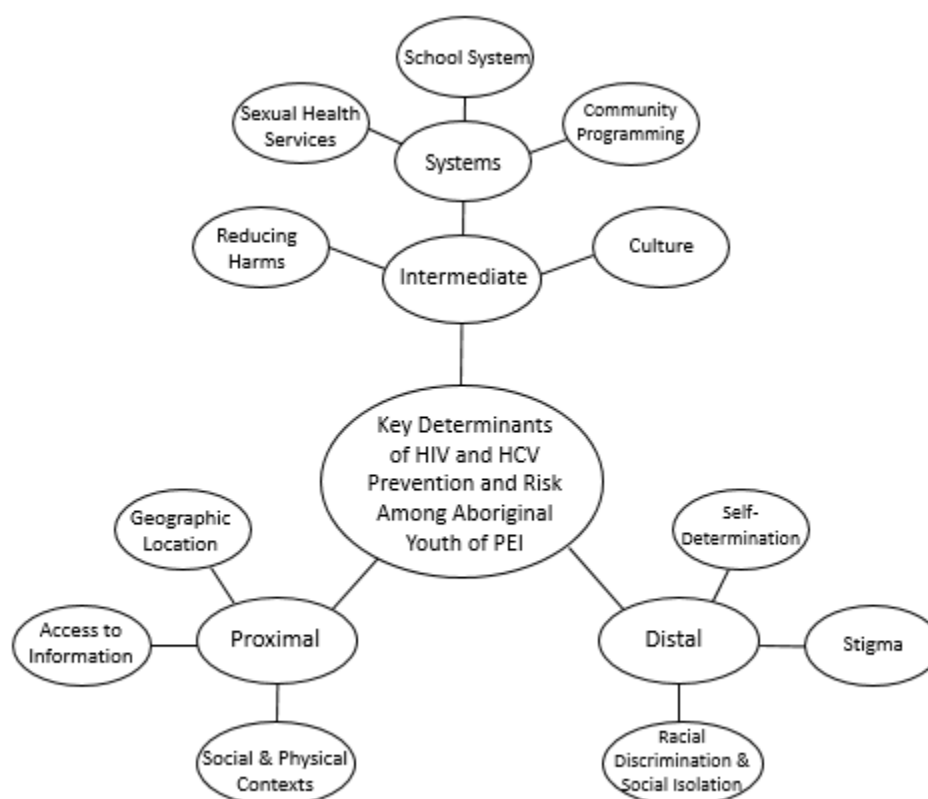 School System
Sexual Health
Services
Community
Programming
Systems
Reducing
Harms
Culture
Intermediate
Key Determinants
of HIV and HCV
Prevention and Risk
Among Aboriginal
Youth of PEI
Geographic
Location
Self-
Determination
Access to
Information
Proximal
Distal
Stigma
Social & Physical
Contexts
Racial
Discrimination &
Social Isolation